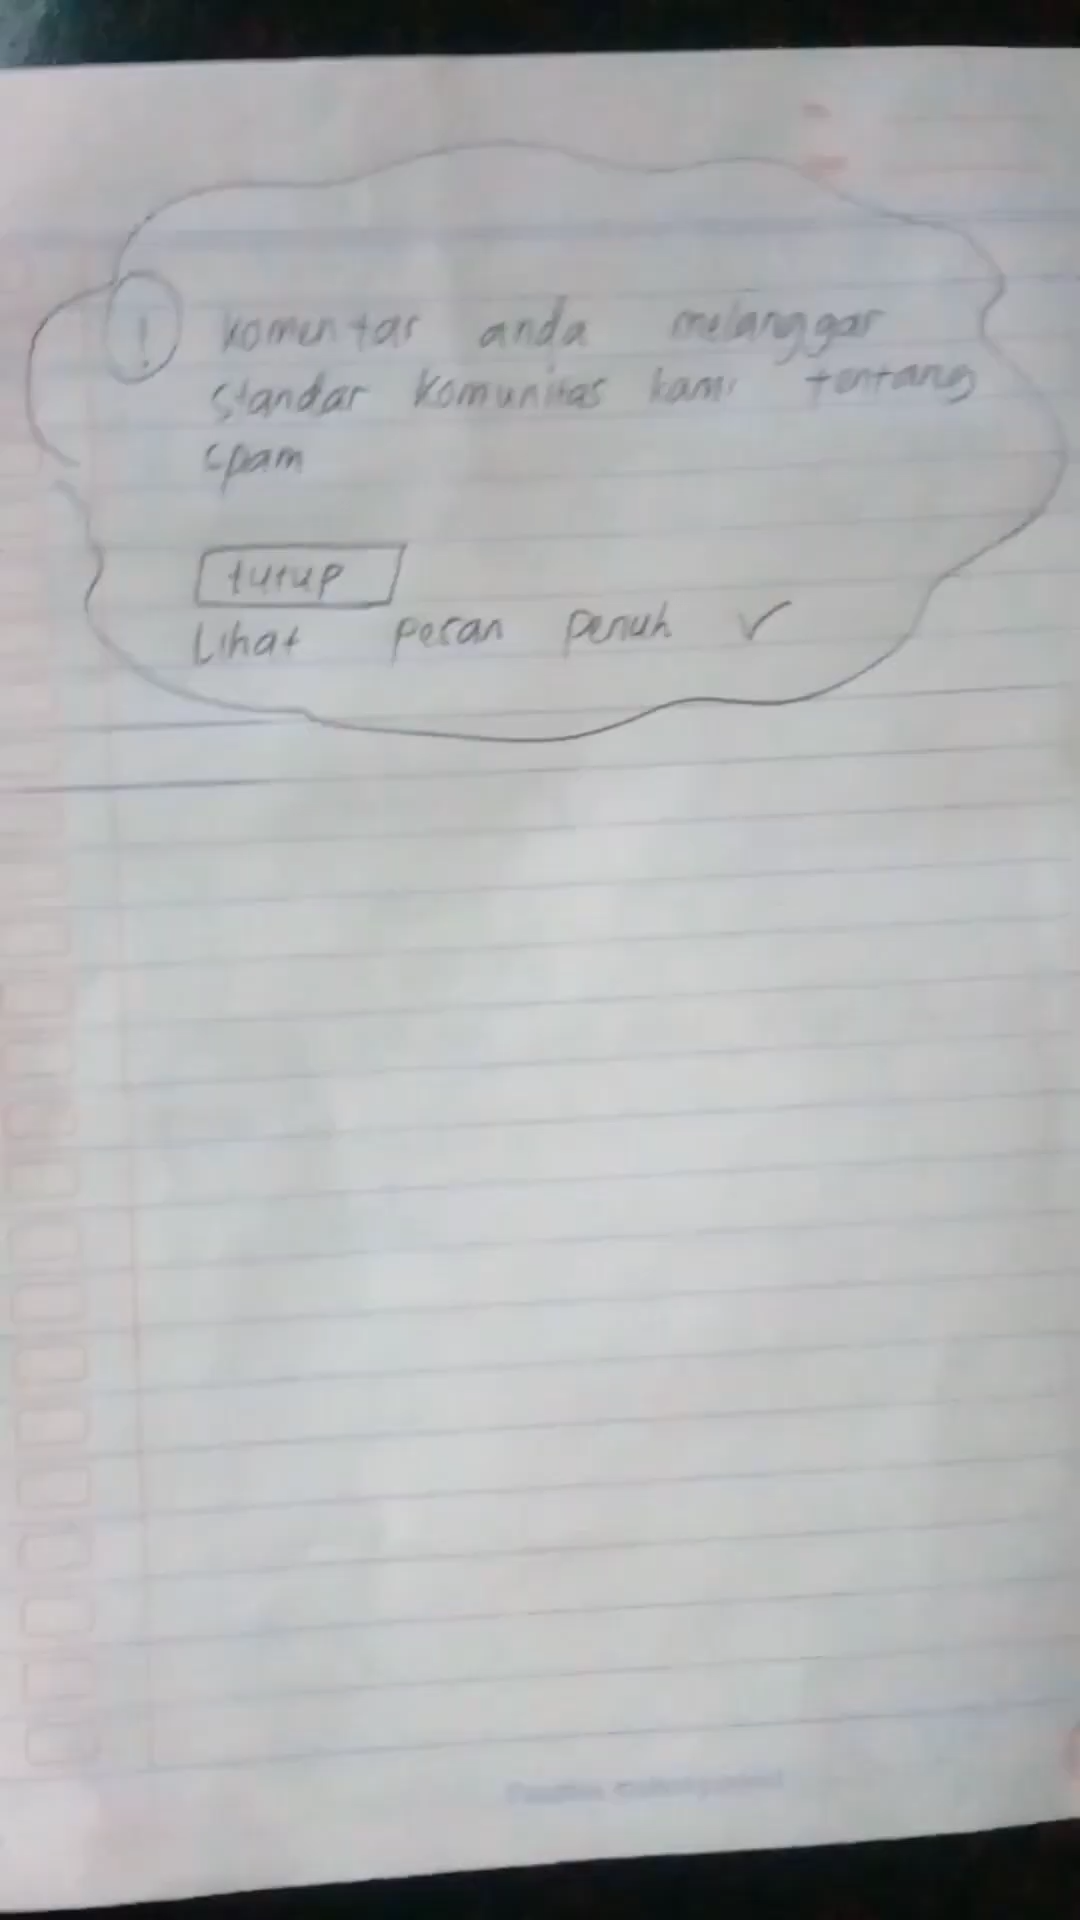 ! komentar anda melanggar
standar komunitas kami tentang
spam
tutup
Lihat pesan penuh ✓